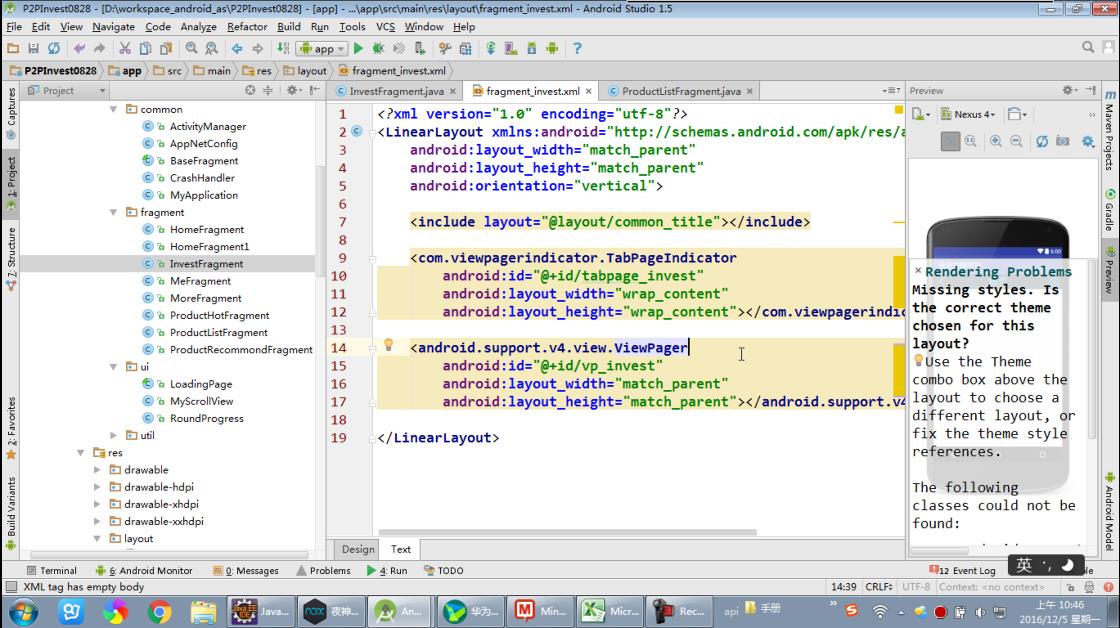 P2PInvest0828 - [D:\workspace_android_as\P2PInvest0828] - [app] - ...\app\src\main\res\layout\fragment_invest.xml - Android Studio 1.5
File Edit View Navigate Code Analyze Refactor Build Run Tools VCS Window Help
app
P2PInvest0828 app src main res layout fragment_invest.xml
Project
InvestFragment.java fragment_invest.xml ProductListFragment.java
Preview
Captures
1: Project
7: Structure
2: Favorites
Build Variants
common
ActivityManager
AppNetConfig
BaseFragment
CrashHandler
MyApplication
fragment
HomeFragment
HomeFragment1
InvestFragment
MeFragment
MoreFragment
ProductHotFragment
ProductListFragment
ProductRecommondFragment
ui
LoadingPage
MyScrollView
RoundProgress
util
res
drawable
drawable-hdpi
drawable-xhdpi
drawable-xxhdpi
layout
1 <?xml version="1.0" encoding="utf-8"?>
2 <LinearLayout xmlns:android="http://schemas.android.com/apk/res/a
3 android:layout_width="match_parent"
4 android:layout_height="match_parent"
5 android:orientation="vertical">
6
7 <include layout="@layout/common_title"></include>
8
9 <com.viewpagerindicator.TabPageIndicator
10 android:id="@+id/tabpage_invest"
11 android:layout_width="wrap_content"
12 android:layout_height="wrap_content"></com.viewpagerindic
13
14 <android.support.v4.view.ViewPager
15 android:id="@+id/vp_invest"
16 android:layout_width="match_parent"
17 android:layout_height="match_parent"></android.support.v4
18
19 </LinearLayout>
Design Text
Nexus 4
Rendering Problems
Missing styles. Is
the correct theme
chosen for this
layout?
Use the Theme
combo box above the
layout to choose a
different layout, or
fix the theme style
references.
The following
classes could not be
found:
Maven Projects
Gradle
Preview
Android Model
Terminal 6: Android Monitor 0: Messages Problems 4: Run TODO
12 Event Log
英
XML tag has empty body
14:39 CRLF UTF-8 Context: <no context>
Java... 夜神... An... 华为... Min... Micr... Rec...
api 手册
上午 10:46
2016/12/5 星期一